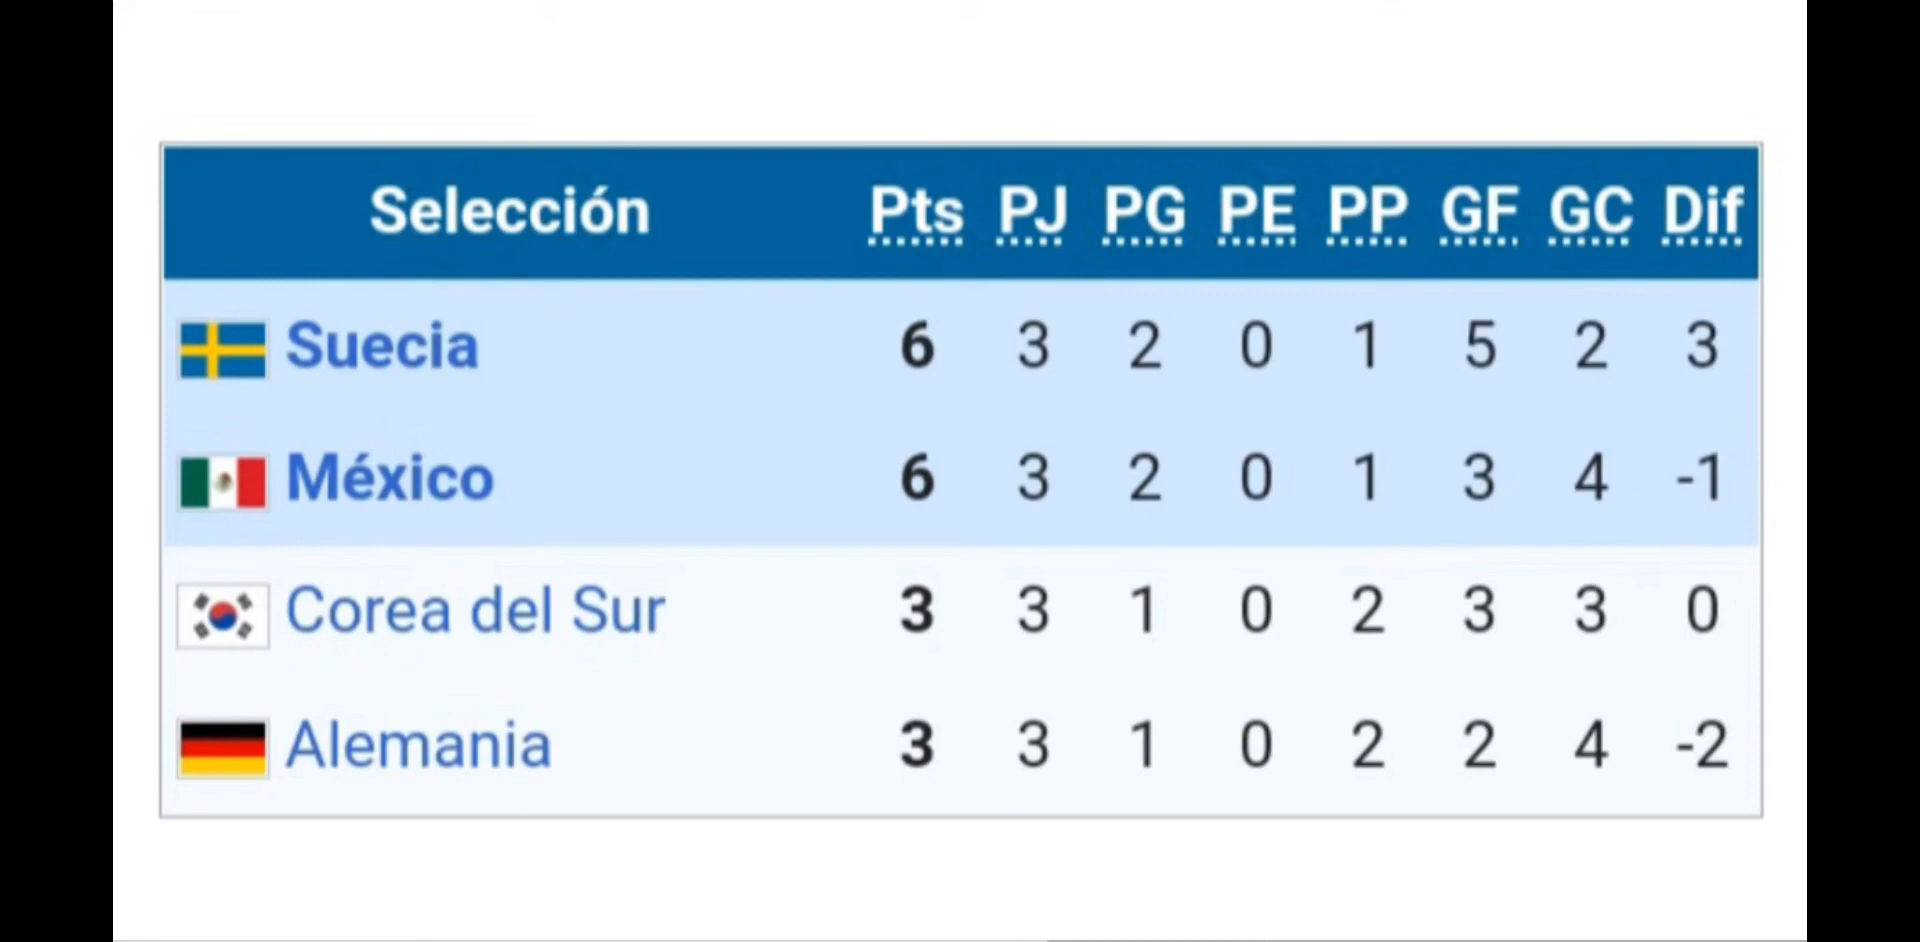 Selección Pts PJ PG PE PP GF GC Dif
Suecia 6 3 2 0 1 5 2 3
México 6 3 2 0 1 3 4 -1
Corea del Sur 3 3 1 0 2 3 3 0
Alemania 3 3 1 0 2 2 4 -2